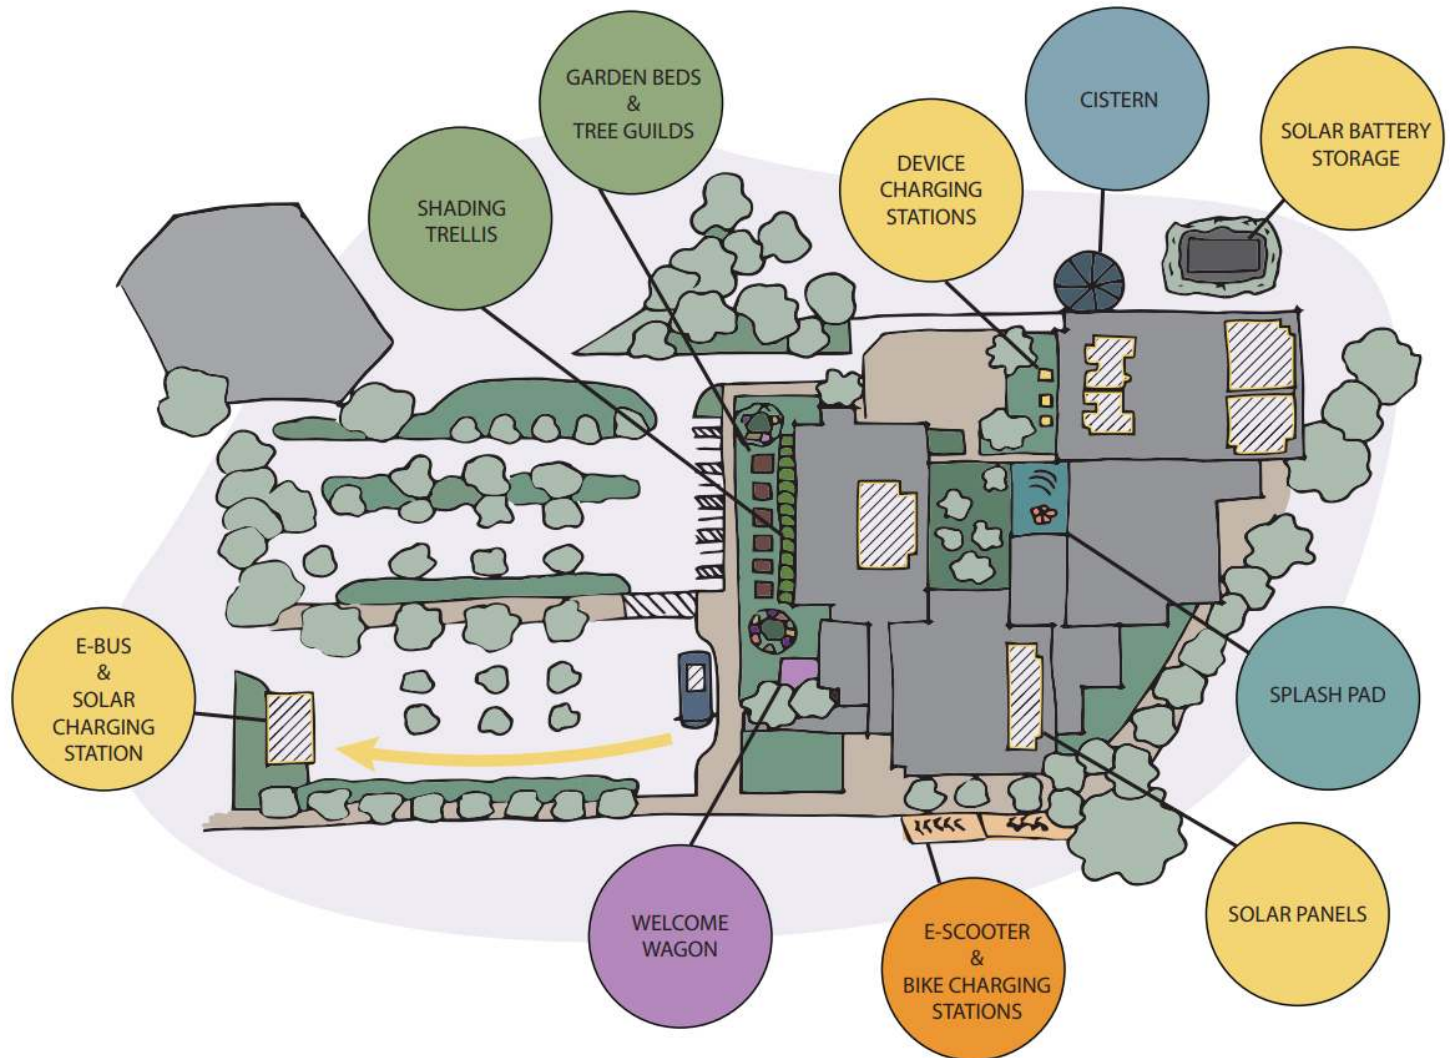 GARDEN BEDS
&
TREE GUILDS
CISTERN
SOLAR BATTERY
STORAGE
DEVICE
CHARGING
STATIONS
SHADING
TRELLIS
E-BUS
&
SOLAR
CHARGING
STATION
SPLASH PAD
WELCOME
WAGON
E-SCOOTER
&
BIKE CHARGING
STATIONS
SOLAR PANELS